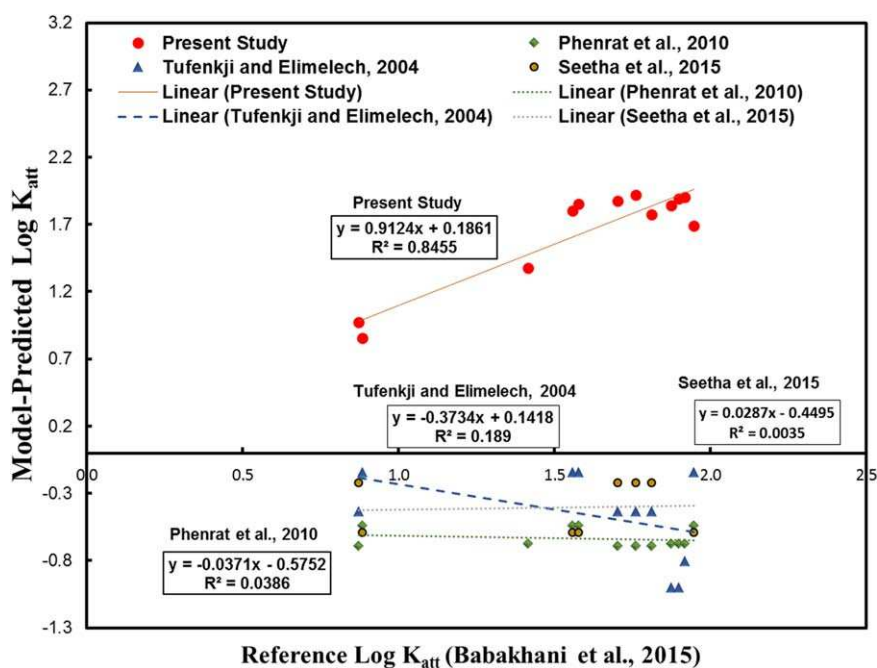 Present Study
Phenrat et al., 2010
Tufenkji and Elimelech, 2004
Seetha et al., 2015
Linear (Present Study)
Linear (Phenrat et al., 2010)
Linear (Tufenkji and Elimelech, 2004)
Linear (Seetha et al., 2015)
3.2
2.7
2.2
1.7
1.2
0.7
0.2
-0.3
-0.8
-1.3
Model-Predicted Log Katt
Present Study
y = 0.9124x + 0.1861
R² = 0.8455
Tufenkji and Elimelech, 2004
y = -0.3734x + 0.1418
R² = 0.189
Seetha et al., 2015
y = 0.0287x - 0.4495
R² = 0.0035
0.0 0.5 1.0 1.5 2.0 2.5
Phenrat et al., 2010
y = -0.0371x - 0.5752
R² = 0.0386
Reference Log Katt (Babakhani et al., 2015)